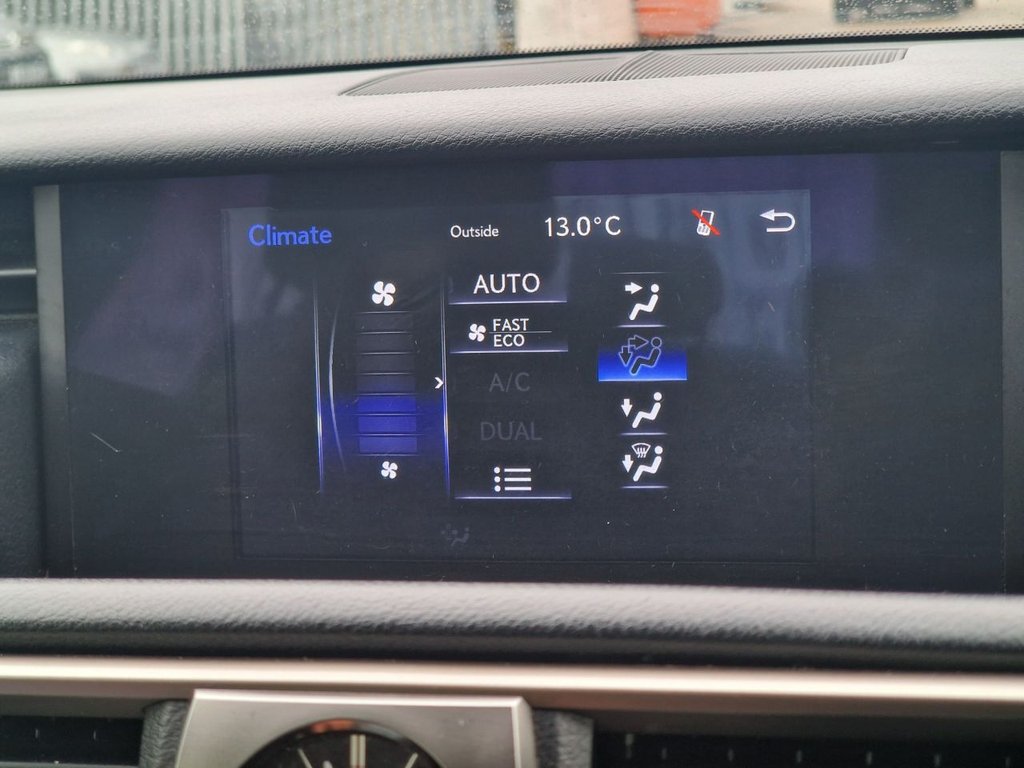 Climate
Outside 13.0°C
AUTO
FAST
ECO
A/C
DUAL